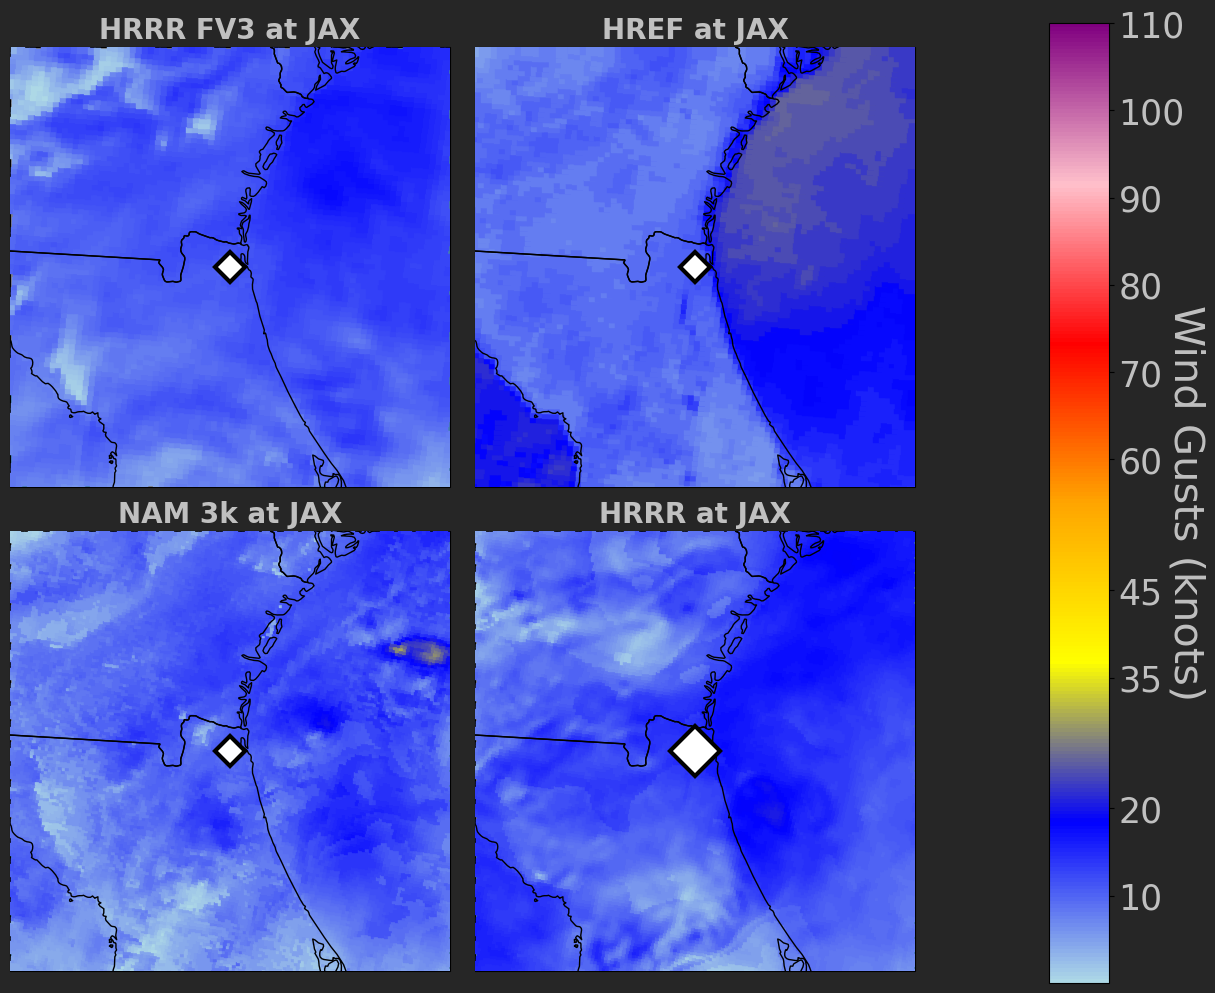 HRRR FV3 at JAX
HREF at JAX
NAM 3k at JAX
HRRR at JAX
110
100
90
80
70
60
45
35
20
10
Wind Gusts (knots)